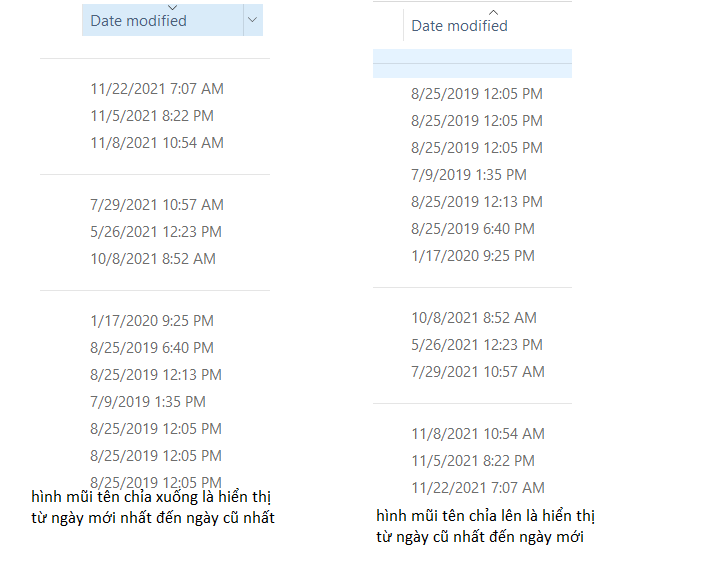 Date modified
11/22/2021 7:07 AM
11/5/2021 8:22 PM
11/8/2021 10:54 AM
7/29/2021 10:57 AM
5/26/2021 12:23 PM
10/8/2021 8:52 AM
1/17/2020 9:25 PM
8/25/2019 6:40 PM
8/25/2019 12:13 PM
7/9/2019 1:35 PM
8/25/2019 12:05 PM
8/25/2019 12:05 PM
8/25/2019 12:05 PM
hình mũi tên chỉa xuống là hiển thị
từ ngày mới nhất đến ngày cũ nhất
Date modified
8/25/2019 12:05 PM
8/25/2019 12:05 PM
8/25/2019 12:05 PM
7/9/2019 1:35 PM
8/25/2019 12:13 PM
8/25/2019 6:40 PM
1/17/2020 9:25 PM
10/8/2021 8:52 AM
5/26/2021 12:23 PM
7/29/2021 10:57 AM
11/8/2021 10:54 AM
11/5/2021 8:22 PM
11/22/2021 7:07 AM
hình mũi tên chỉa lên là hiển thị
từ ngày cũ nhất đến ngày mới